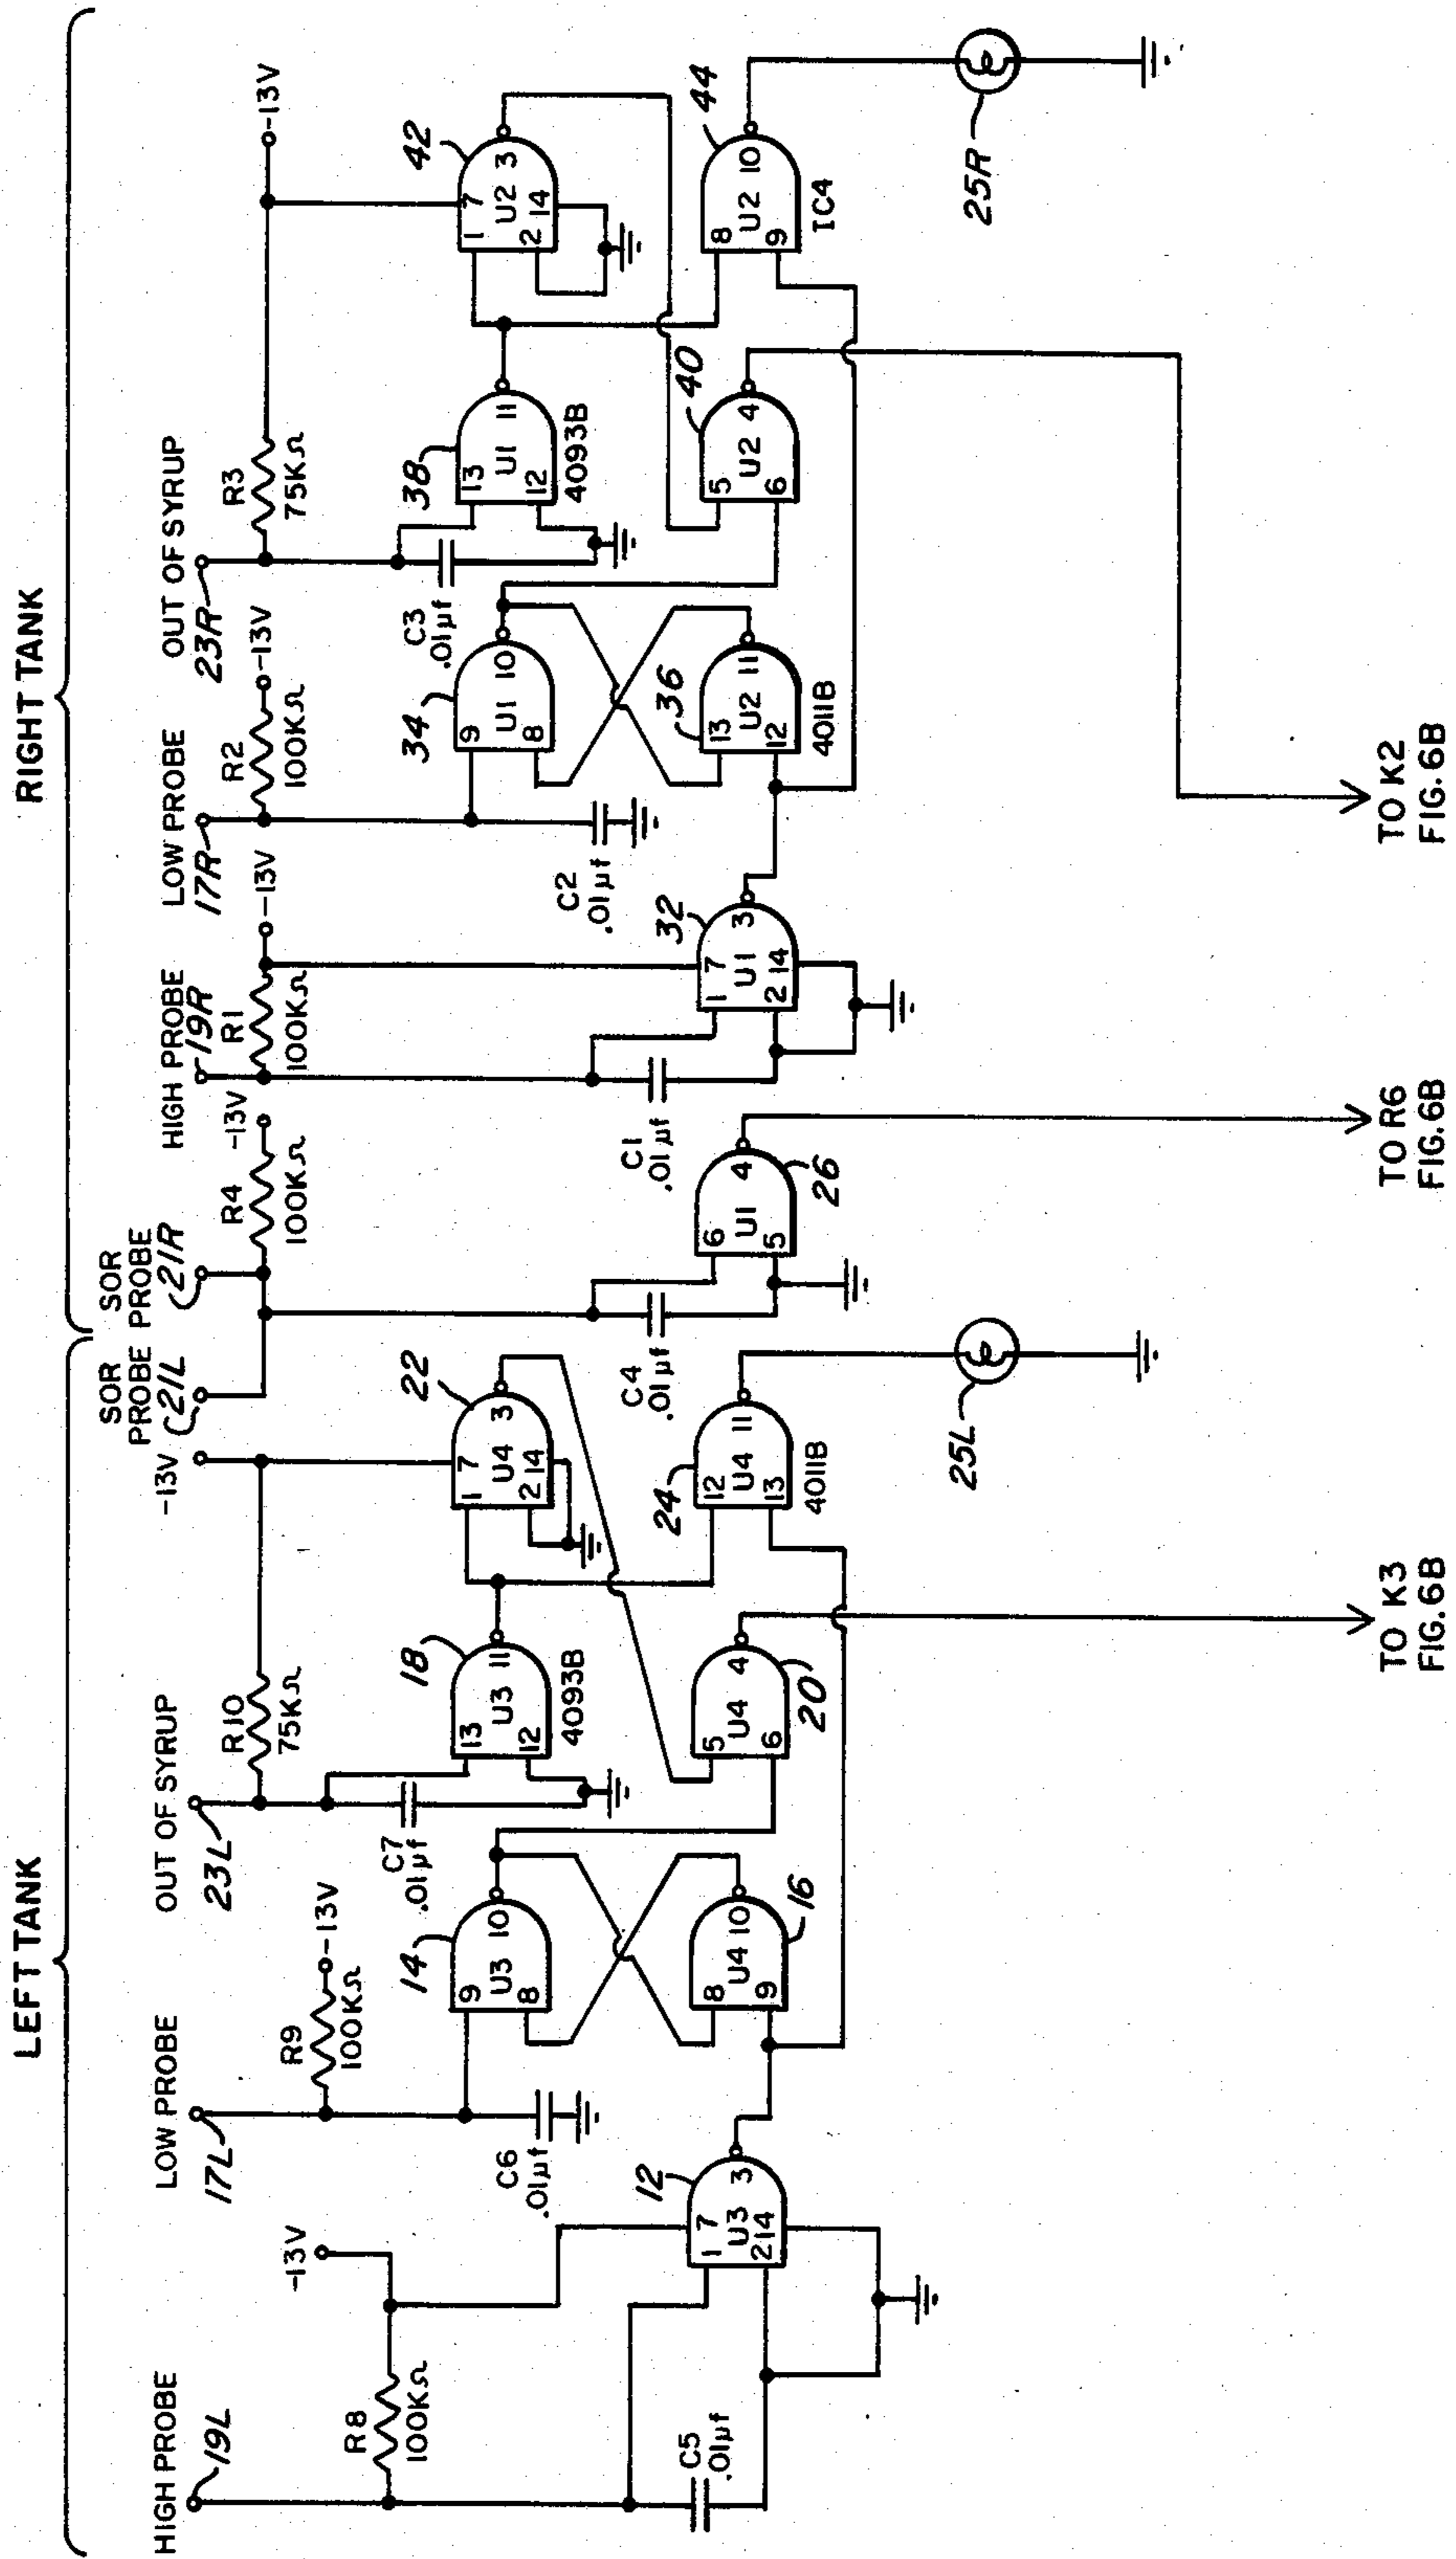 LEFT TANK
RIGHT TANK
HIGH PROBE
19L
R8
100KΩ
-13V
C5
.01µf
12
1
7
U3
2
14
3
LOW PROBE
17L
R9
100KΩ
-13V
C6
.01µf
14
9
U3
8
10
16
8
U4
9
10
OUT OF SYRUP
23L
R10
75KΩ
-13V
C7
.01µf
18
13
U3
12
11
4093B
20
5
U4
6
4
TO K3
FIG. 6B
22
1
7
U4
2
14
3
24
12
U4
13
11
4011B
25L
SOR
PROBE
21L
SOR
PROBE
21R
R4
100KΩ
-13V
C4
.01µf
26
6
U1
5
4
TO R6
FIG. 6B
HIGH PROBE
19R
R1
100KΩ
-13V
C1
.01µf
32
1
7
U1
2
14
3
LOW PROBE
17R
R2
100KΩ
-13V
C2
.01µf
34
9
U1
8
10
36
13
U2
12
11
4011B
OUT OF SYRUP
23R
R3
75KΩ
-13V
C3
.01µf
38
13
U1
12
11
4093B
40
5
U2
6
4
TO K2
FIG. 6B
42
1
7
U2
2
14
3
44
8
U2
9
10
IC4
25R